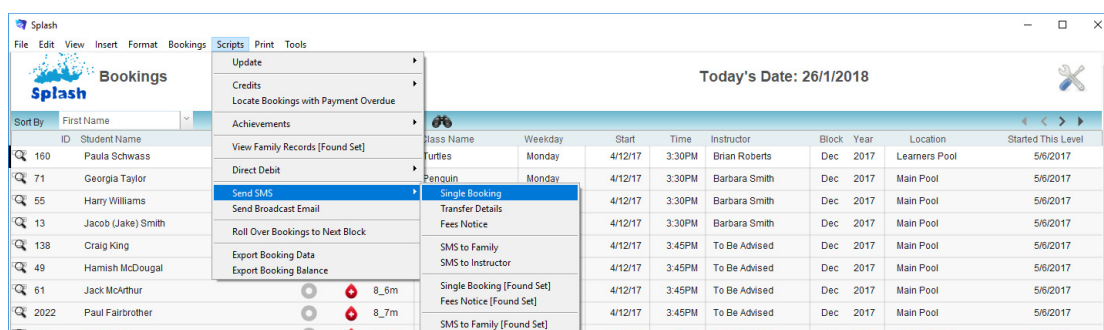 Splash
File Edit View Insert Format Bookings Scripts Print Tools
Splash
Bookings
Today's Date: 26/1/2018
Update
Credits
Locate Bookings with Payment Overdue
Achievements
View Family Records [Found Set]
Direct Debit
Send SMS
Send Broadcast Email
Roll Over Bookings to Next Block
Export Booking Data
Export Booking Balance
Single Booking
Transfer Details
Fees Notice
SMS to Family
SMS to Instructor
Single Booking [Found Set]
Fees Notice [Found Set]
SMS to Family [Found Set]
Sort By First Name
ID Student Name Class Name Weekday Start Time Instructor Block Year Location Started This Level
160 Paula Schwass Turtles Monday 4/12/17 3:30PM Brian Roberts Dec 2017 Learners Pool 5/6/2017
71 Georgia Taylor Penguin Monday 4/12/17 3:30PM Barbara Smith Dec 2017 Main Pool 5/6/2017
55 Harry Williams 4/12/17 3:30PM Barbara Smith Dec 2017 Main Pool 5/6/2017
13 Jacob (Jake) Smith 4/12/17 3:30PM Barbara Smith Dec 2017 Main Pool 5/6/2017
138 Craig King 4/12/17 3:45PM To Be Advised Dec 2017 Main Pool 5/6/2017
49 Hamish McDougal 4/12/17 3:45PM To Be Advised Dec 2017 Main Pool 5/6/2017
61 Jack McArthur 8_6m 4/12/17 3:45PM To Be Advised Dec 2017 Main Pool 5/6/2017
2022 Paul Fairbrother 8_7m 4/12/17 3:45PM To Be Advised Dec 2017 Main Pool 5/6/2017